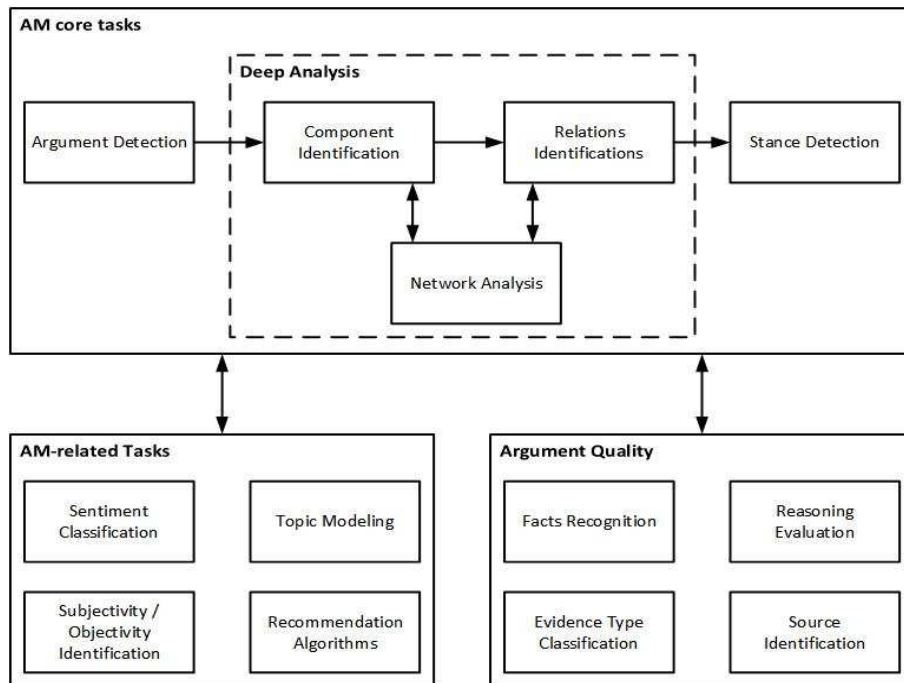 AM core tasks
Deep Analysis
Argument Detection
Component
Identification
Relations
Identifications
Stance Detection
Network Analysis
AM-related Tasks
Sentiment
Classification
Topic Modeling
Subjectivity /
Objectivity
Identification
Recommendation
Algorithms
Argument Quality
Facts Recognition
Reasoning
Evaluation
Evidence Type
Classification
Source
Identification